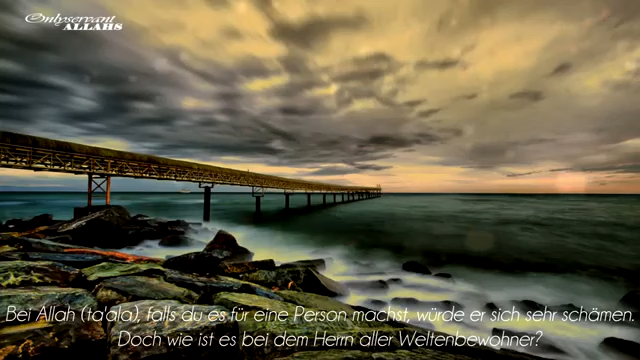 Onlyservant
ALLAHS
Bei Allah (ta'ala), falls du es für eine Person machst, würde er sich sehr schämen.
Doch wie ist es bei dem Herrn aller Weltenbewohner?